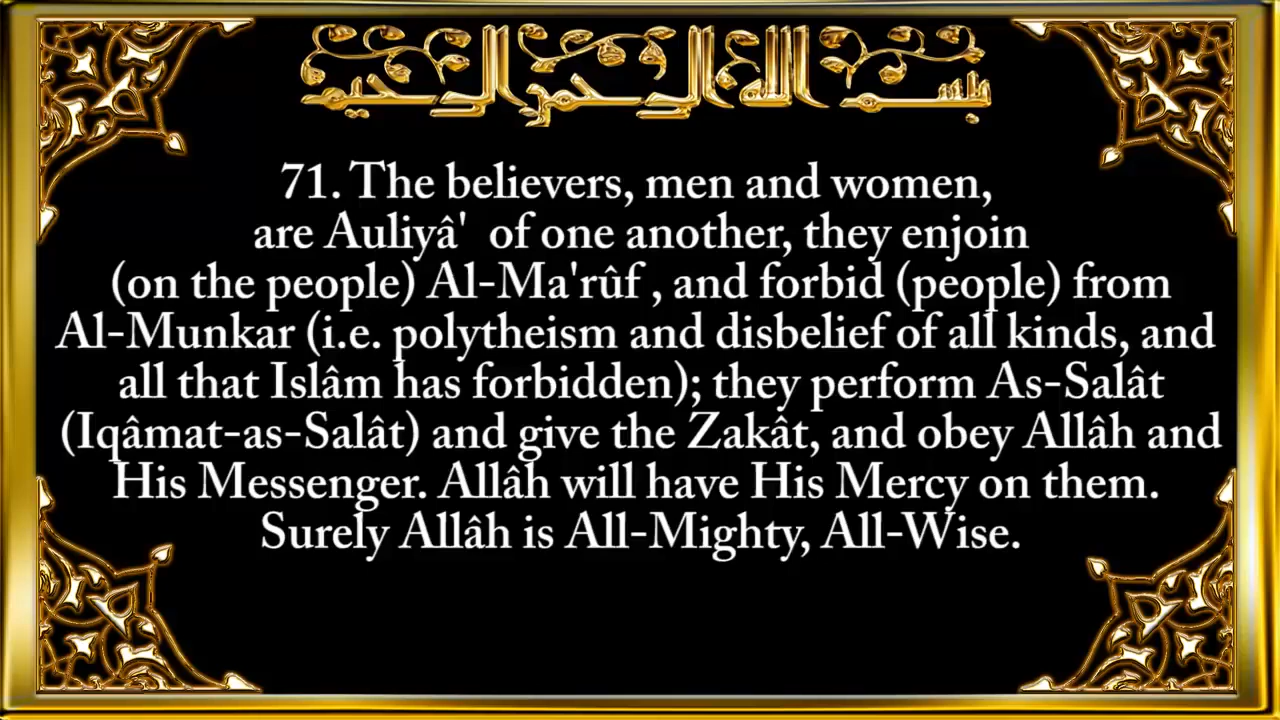 بسم الله الرحمن الرحيم
71. The believers, men and women,
are Auliyâ' of one another, they enjoin
(on the people) Al-Ma'rûf , and forbid (people) from
Al-Munkar (i.e. polytheism and disbelief of all kinds, and
all that Islâm has forbidden); they perform As-Salât
(Iqâmat-as-Salât) and give the Zakât, and obey Allâh and
His Messenger. Allâh will have His Mercy on them.
Surely Allâh is All-Mighty, All-Wise.